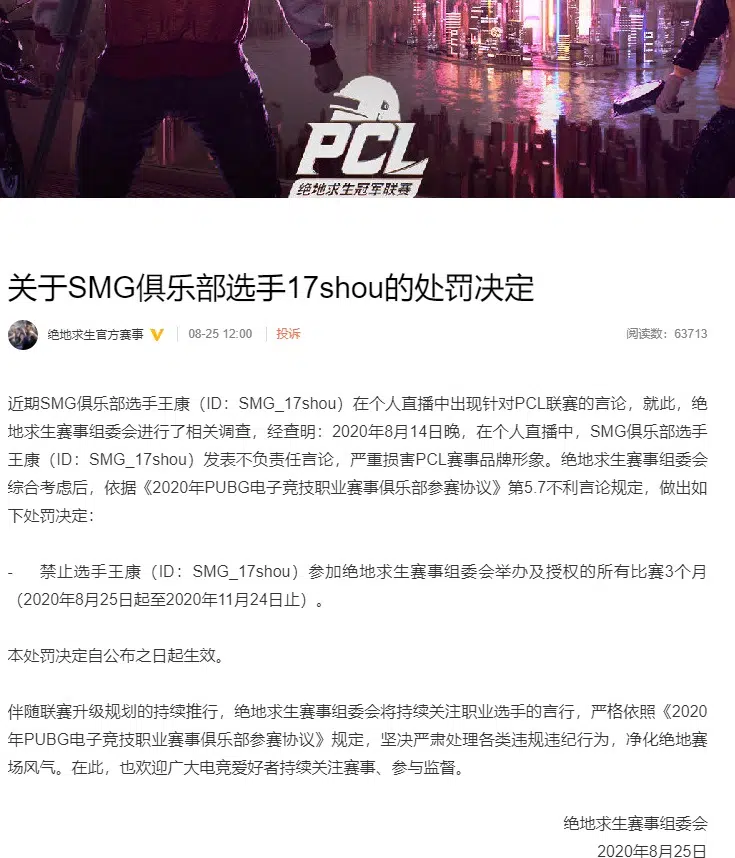 PCL
绝地求生冠军联赛
关于SMG俱乐部选手17shou的处罚决定
绝地求生官方赛事 08-25 12:00 投诉 阅读数：63713
近期SMG俱乐部选手王康（ID：SMG_17shou）在个人直播中出现针对PCL联赛的言论，就此，绝
地求生赛事组委会进行了相关调查，经查明：2020年8月14日晚，在个人直播中，SMG俱乐部选手
王康（ID：SMG_17shou）发表不负责任言论，严重损害PCL赛事品牌形象。绝地求生赛事组委会
综合考虑后，依据《2020年PUBG电子竞技职业赛事俱乐部参赛协议》第5.7不利言论规定，做出如
下处罚决定：
- 禁止选手王康（ID：SMG_17shou）参加绝地求生赛事组委会举办及授权的所有比赛3个月
（2020年8月25日起至2020年11月24日止）。
本处罚决定自公布之日起生效。
伴随联赛升级规划的持续推行，绝地求生赛事组委会将持续关注职业选手的言行，严格依照《2020
年PUBG电子竞技职业赛事俱乐部参赛协议》规定，坚决严肃处理各类违规违纪行为，净化绝地赛
场风气。在此，也欢迎广大电竞爱好者持续关注赛事、参与监督。
绝地求生赛事组委会
2020年8月25日